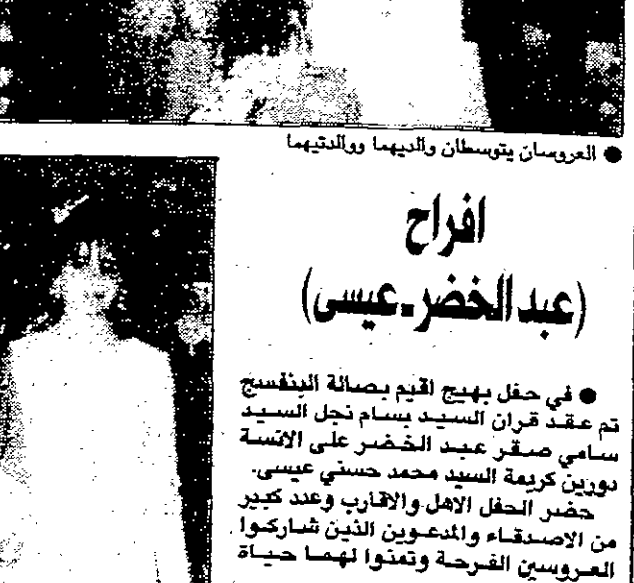 ● العروسان يتوسطان والديهما ووالدتيهما
افراح
(عبد الخضر - عيسى)
● في حفل بهيج اقيم بصالة البنفسج
تم عقد قران السيد بسام نجل السيد
سامي صقر عبد الخضر على الانسة
دورين كريمة السيد محمد حسني عيسى.
حضر الحفل الاهل والاقارب وعدد كبير
من الاصدقاء والمدعوين الذين شاركوا
العروسين الفرحة وتمنوا لهما حياة